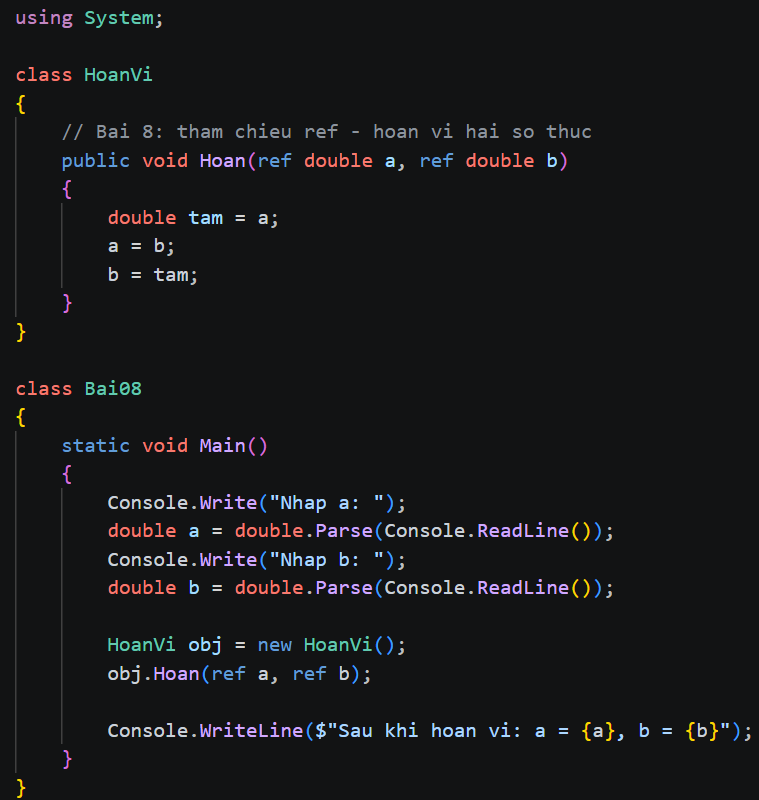 using System;

class HoanVi
{
    // Bai 8: tham chieu ref - hoan vi hai so thuc
    public void Hoan(ref double a, ref double b)
    {
        double tam = a;
        a = b;
        b = tam;
    }
}

class Bai08
{
    static void Main()
    {
        Console.Write("Nhap a: ");
        double a = double.Parse(Console.ReadLine());
        Console.Write("Nhap b: ");
        double b = double.Parse(Console.ReadLine());

        HoanVi obj = new HoanVi();
        obj.Hoan(ref a, ref b);

        Console.WriteLine($"Sau khi hoan vi: a = {a}, b = {b}");
    }
}